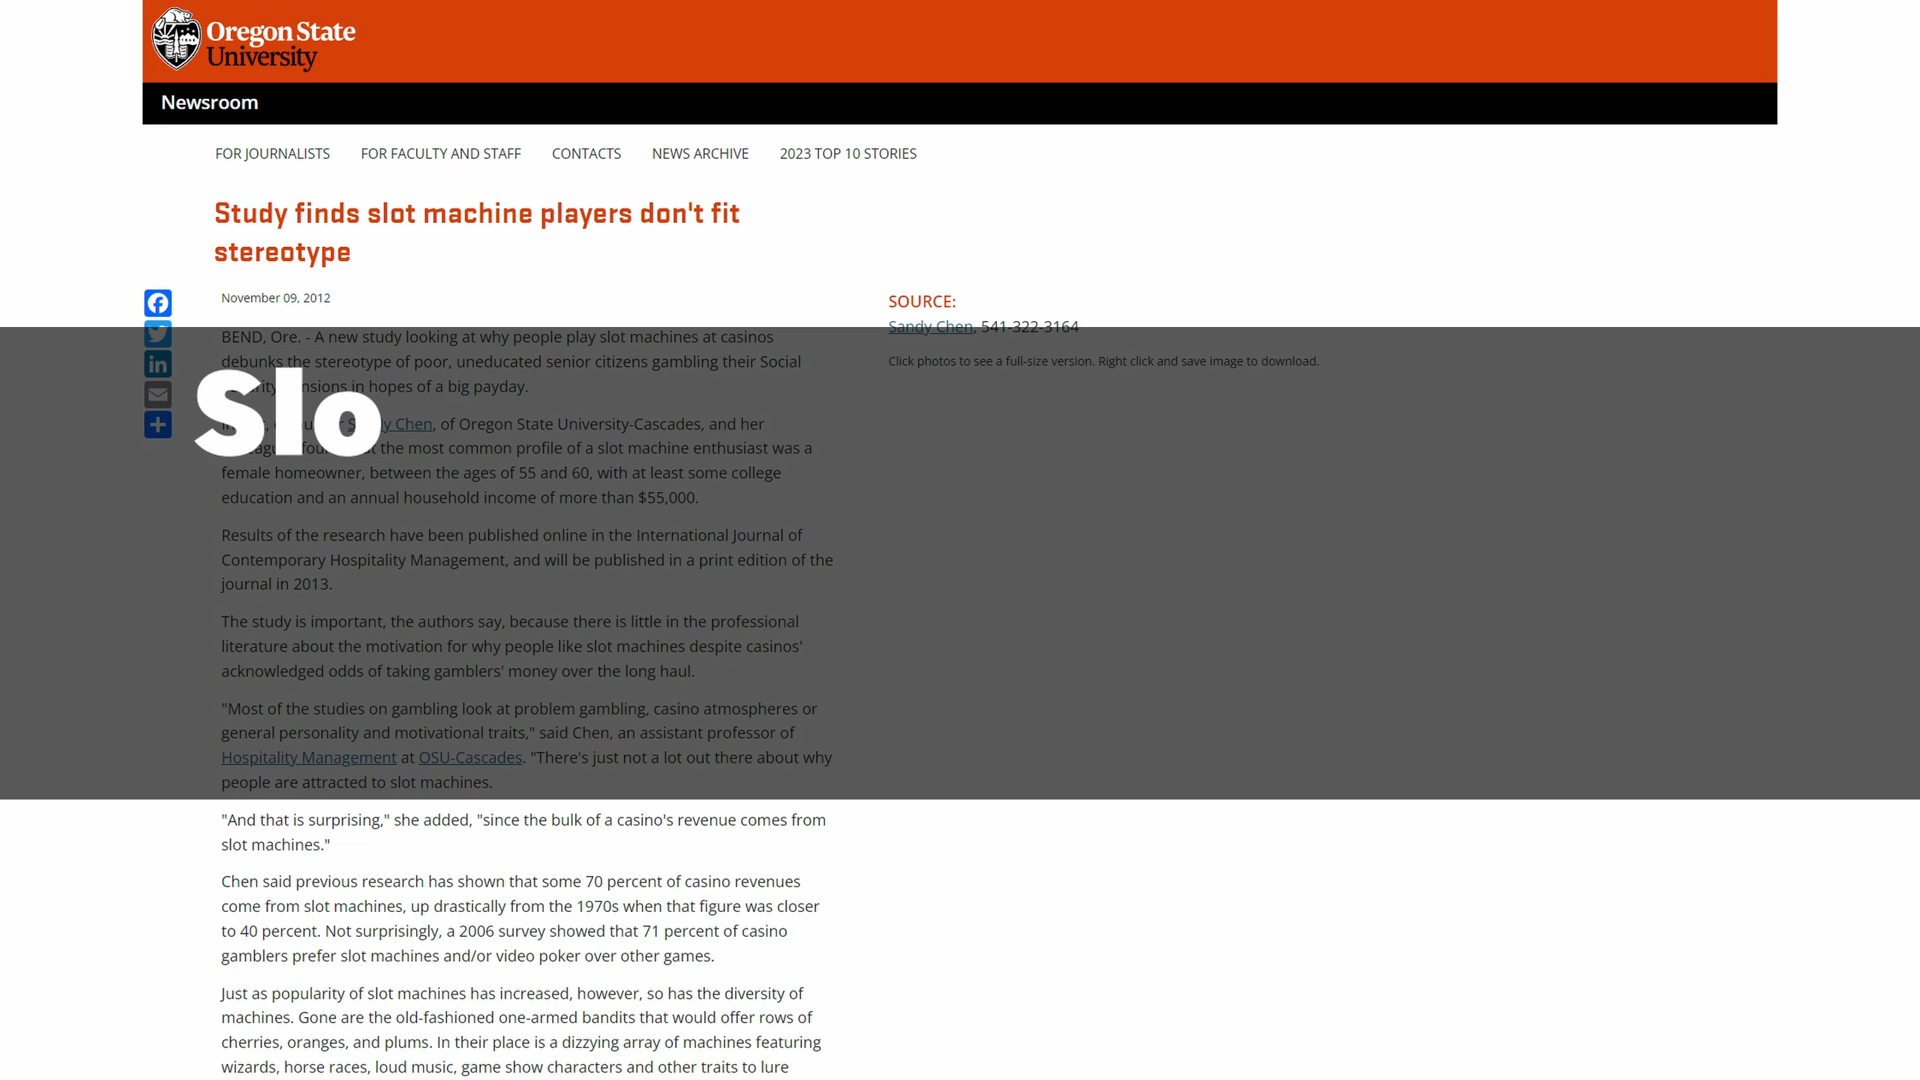 Oregon State
University
Newsroom
FOR JOURNALISTS FOR FACULTY AND STAFF CONTACTS NEWS ARCHIVE 2023 TOP 10 STORIES
Study finds slot machine players don't fit
stereotype
November 09, 2012
SOURCE:
Sandy Chen, 541-322-3164
Click photos to see a full-size version. Right click and save image to download.
BEND, Ore. - A new study looking at why people play slot machines at casinos
debunks the stereotype of poor, uneducated senior citizens gambling their Social
in hopes of a big payday.
Slo
Chen, of Oregon State University-Cascades, and her
the most common profile of a slot machine enthusiast was a
female homeowner, between the ages of 55 and 60, with at least some college
education and an annual household income of more than $55,000.
Results of the research have been published online in the International Journal of
Contemporary Hospitality Management, and will be published in a print edition of the
journal in 2013.
The study is important, the authors say, because there is little in the professional
literature about the motivation for why people like slot machines despite casinos'
acknowledged odds of taking gamblers' money over the long haul.
"Most of the studies on gambling look at problem gambling, casino atmospheres or
general personality and motivational traits," said Chen, an assistant professor of
Hospitality Management at OSU-Cascades. "There's just not a lot out there about why
people are attracted to slot machines.
"And that is surprising," she added, "since the bulk of a casino's revenue comes from
slot machines."
Chen said previous research has shown that some 70 percent of casino revenues
come from slot machines, up drastically from the 1970s when that figure was closer
to 40 percent. Not surprisingly, a 2006 survey showed that 71 percent of casino
gamblers prefer slot machines and/or video poker over other games.
Just as popularity of slot machines has increased, however, so has the diversity of
machines. Gone are the old-fashioned one-armed bandits that would offer rows of
cherries, oranges, and plums. In their place is a dizzying array of machines featuring
wizards, horse races, loud music, game show characters and other traits to lure